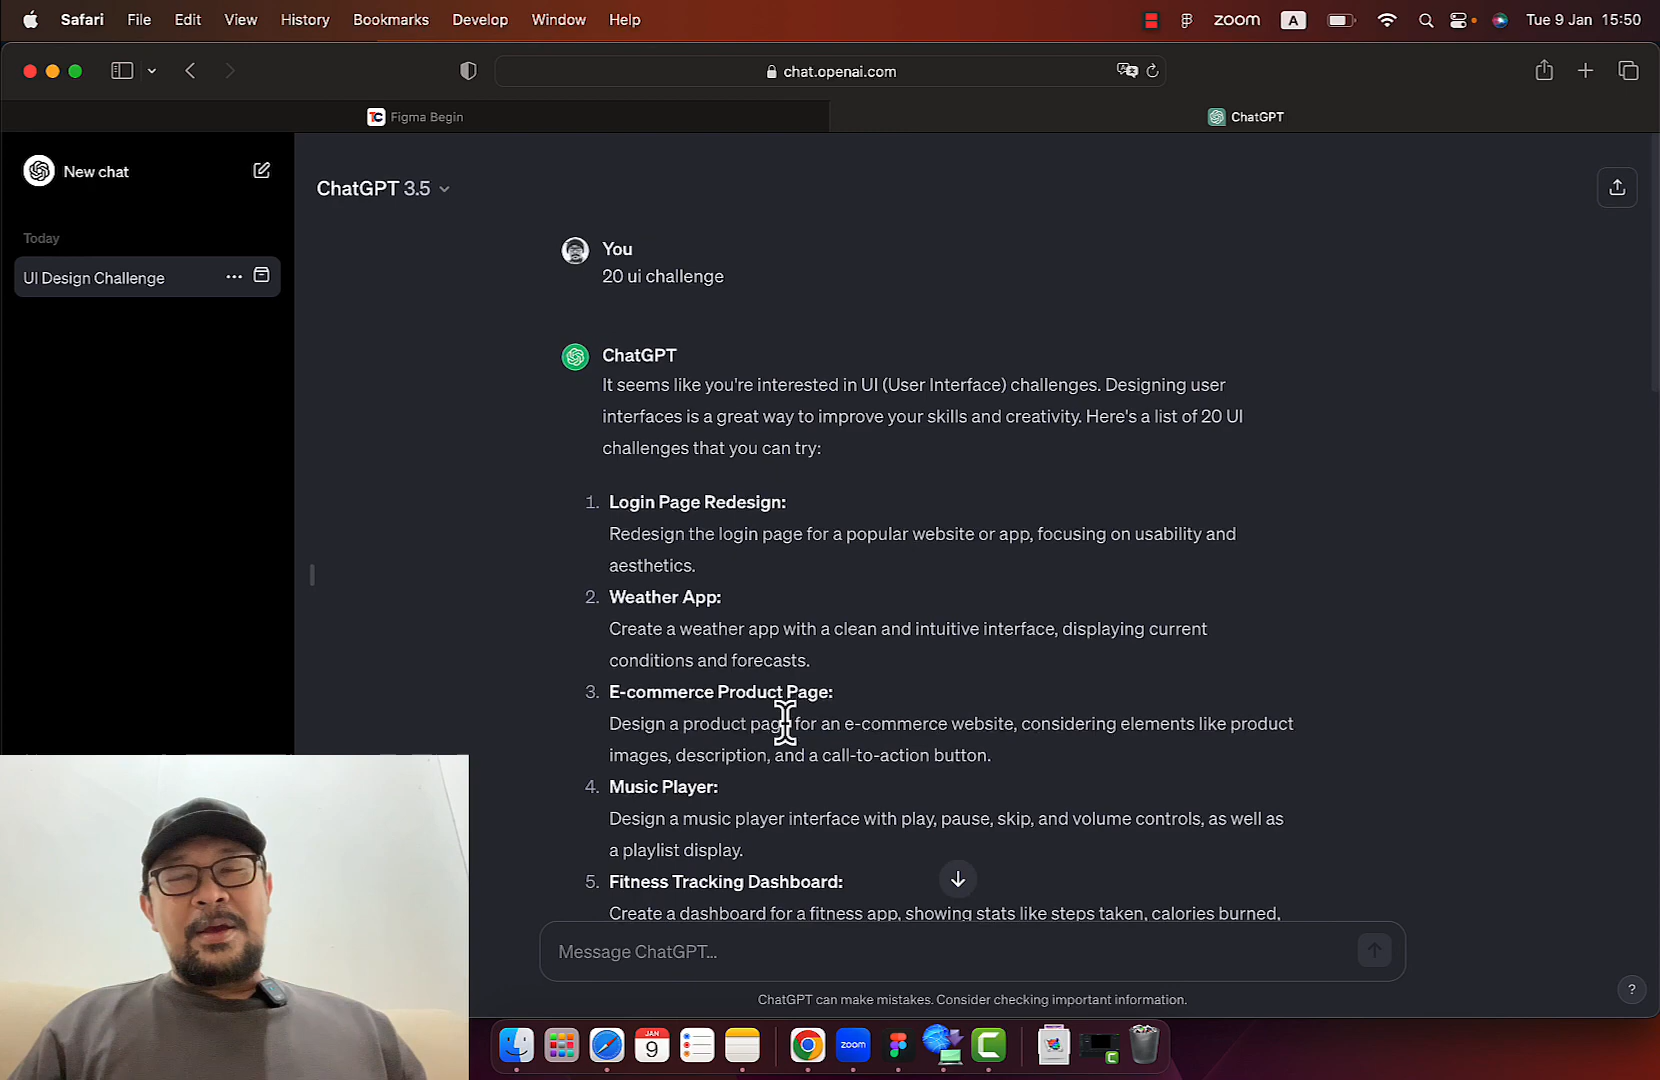 Safari File Edit View History Bookmarks Develop Window Help zoom A Tue 9 Jan 15:50
chat.openai.com
TC Figma Begin ChatGPT
New chat
Today
UI Design Challenge
ChatGPT 3.5
You
20 ui challenge
ChatGPT
It seems like you're interested in UI (User Interface) challenges. Designing user
interfaces is a great way to improve your skills and creativity. Here's a list of 20 UI
challenges that you can try:
1. Login Page Redesign:
Redesign the login page for a popular website or app, focusing on usability and
aesthetics.
2. Weather App:
Create a weather app with a clean and intuitive interface, displaying current
conditions and forecasts.
3. E-commerce Product Page:
Design a product page for an e-commerce website, considering elements like product
images, description, and a call-to-action button.
4. Music Player:
Design a music player interface with play, pause, skip, and volume controls, as well as
a playlist display.
5. Fitness Tracking Dashboard:
Create a dashboard for a fitness app, showing stats like steps taken, calories burned,
Message ChatGPT...
ChatGPT can make mistakes. Consider checking important information.
?
JAN
9
zoom